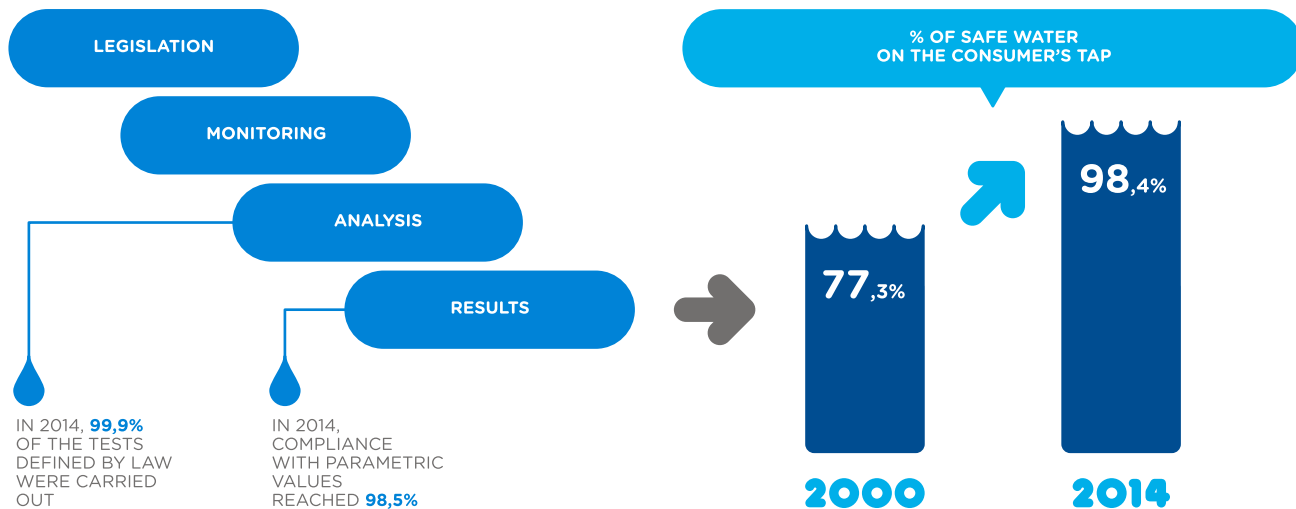 LEGISLATION
MONITORING
ANALYSIS
RESULTS
IN 2014, 99,9%
OF THE TESTS
DEFINED BY LAW
WERE CARRIED
OUT
IN 2014,
COMPLIANCE
WITH PARAMETRIC
VALUES
REACHED 98,5%
% OF SAFE WATER
ON THE CONSUMER'S TAP
77,3%
98,4%
2000
2014